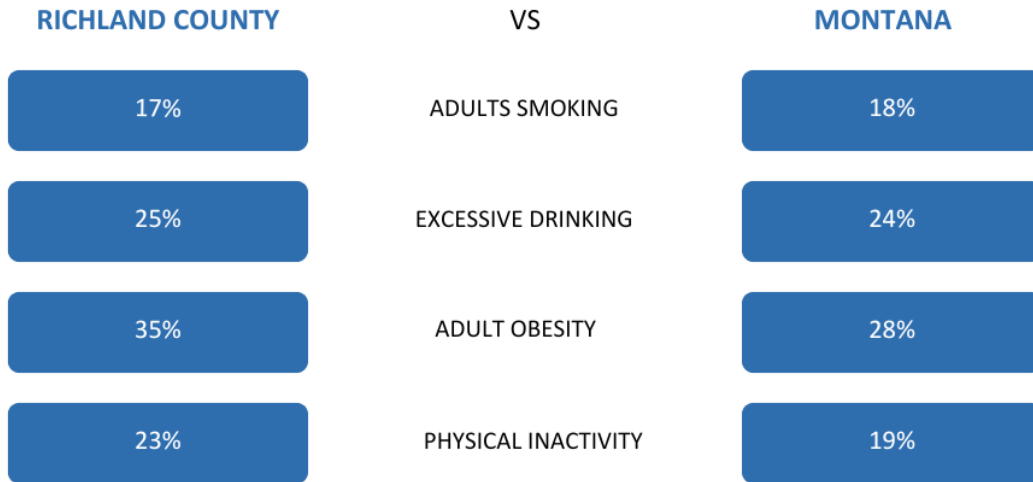 RICHLAND COUNTY VS MONTANA
17% ADULTS SMOKING 18%
25% EXCESSIVE DRINKING 24%
35% ADULT OBESITY 28%
23% PHYSICAL INACTIVITY 19%